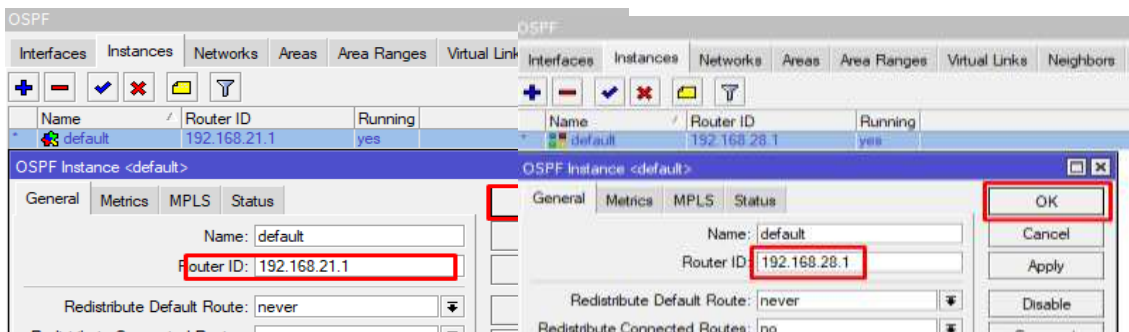 OSPF
Interfaces Instances Networks Areas Area Ranges Virtual Link
Name Router ID Running
* default 192.168.21.1 yes
OSPF Instance <default>
General Metrics MPLS Status
Name: default
Router ID: 192.168.21.1
Redistribute Default Route: never
OSPF
Interfaces Instances Networks Areas Area Ranges Virtual Links Neighbors
Name Router ID Running
* default 192.168.28.1 yes
OSPF Instance <default>
General Metrics MPLS Status
OK
Name: default
Cancel
Router ID: 192.168.28.1
Apply
Redistribute Default Route: never
Disable
Redistribute Connected Routes: no